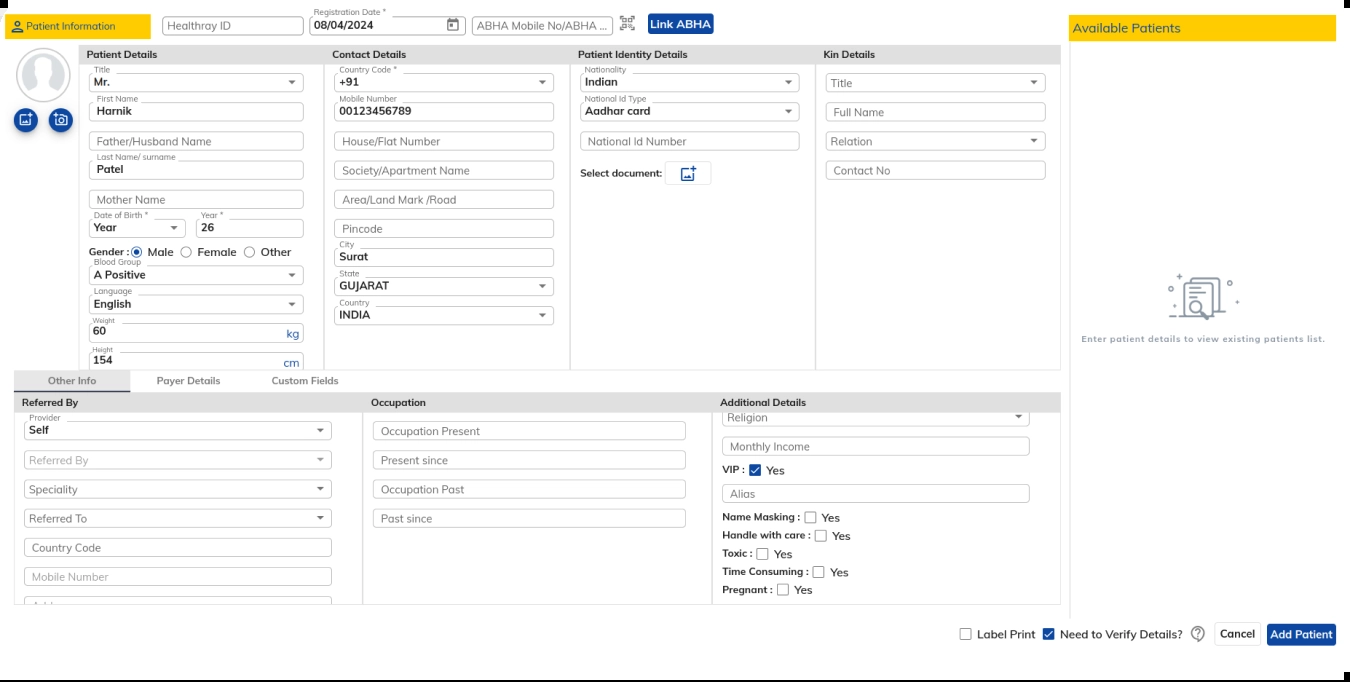 Patient Information
Healthray ID
Registration Date *
08/04/2024
ABHA Mobile No/ABHA ...
Link ABHA
Available Patients
Patient Details
Title
Mr.
First Name
Harnik
Father/Husband Name
Last Name/ surname
Patel
Mother Name
Date of Birth *
Year
Year *
26
Gender : Male Female Other
Blood Group
A Positive
Language
English
Weight
60 kg
Height
154 cm
Contact Details
Country Code *
+91
Mobile Number
00123456789
House/Flat Number
Society/Apartment Name
Area/Land Mark /Road
Pincode
City
Surat
State
GUJARAT
Country
INDIA
Patient Identity Details
Nationality
Indian
National Id Type
Aadhar card
National Id Number
Select document:
Kin Details
Title
Full Name
Relation
Contact No
Enter patient details to view existing patients list.
Other Info
Payer Details
Custom Fields
Referred By
Provider
Self
Referred By
Speciality
Referred To
Country Code
Mobile Number
Occupation
Occupation Present
Present since
Occupation Past
Past since
Additional Details
Religion
Monthly Income
VIP : Yes
Alias
Name Masking : Yes
Handle with care : Yes
Toxic : Yes
Time Consuming : Yes
Pregnant : Yes
Label Print
Need to Verify Details?
Cancel
Add Patient